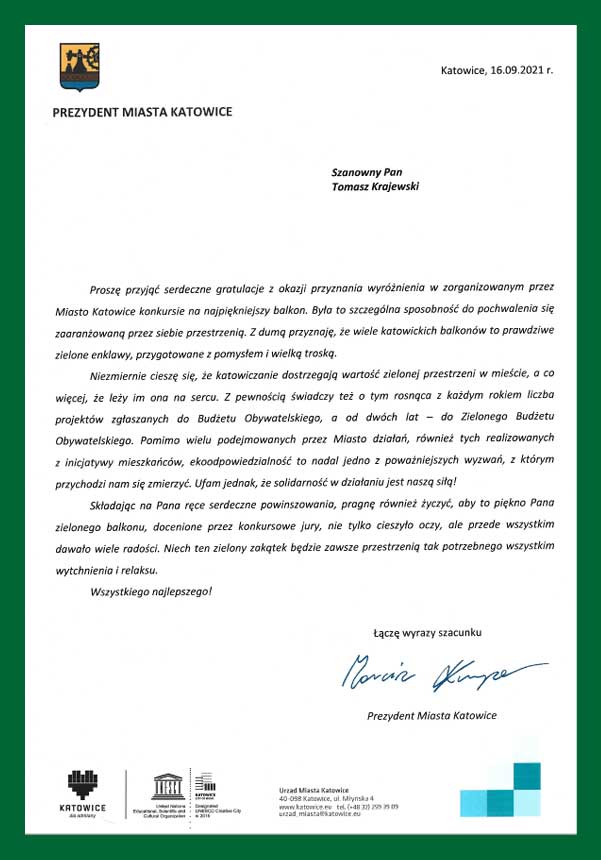 Katowice, 16.09.2021 r.
PREZYDENT MIASTA KATOWICE
Szanowny Pan
Tomasz Krajewski
Proszę przyjąć serdeczne gratulacje z okazji przyznania wyróżnienia w zorganizowanym przez
Miasto Katowice konkursie na najpiękniejszy balkon. Była to szczególna sposobność do pochwalenia się
zaaranżowaną przez siebie przestrzenią. Z dumą przyznaję, że wiele katowickich balkonów to prawdziwe
zielone enklawy, przygotowane z pomysłem i wielką troską.
Niezmiernie cieszę się, że katowiczanie dostrzegają wartość zielonej przestrzeni w mieście, a co
więcej, że leży im ona na sercu. Z pewnością świadczy też o tym rosnąca z każdym rokiem liczba
projektów zgłaszanych do Budżetu Obywatelskiego, a od dwóch lat – do Zielonego Budżetu
Obywatelskiego. Pomimo wielu podejmowanych przez Miasto działań, również tych realizowanych
z inicjatywy mieszkańców, ekoodpowiedzialność to nadal jedno z poważniejszych wyzwań, z którym
przychodzi nam się zmierzyć. Ufam jednak, że solidarność w działaniu jest naszą siłą!
Składając na Pana ręce serdeczne powinszowania, pragnę również życzyć, aby to piękno Pana
zielonego balkonu, docenione przez konkursowe jury, nie tylko cieszyło oczy, ale przede wszystkim
dawało wiele radości. Niech ten zielony zakątek będzie zawsze przestrzenią tak potrzebnego wszystkim
wytchnienia i relaksu.
Wszystkiego najlepszego!
Łączę wyrazy szacunku
Marcin Krupa
Prezydent Miasta Katowice
KATOWICE
dla odmiany
United Nations
Educational, Scientific and
Cultural Organization
KATOWICE
CITY OF MUSIC
Designated
UNESCO Creative City
in 2015
Urząd Miasta Katowice
40-098 Katowice, ul. Młyńska 4
www.katowice.eu tel. (+48 32) 259 39 09
urzad_miasta@katowice.eu